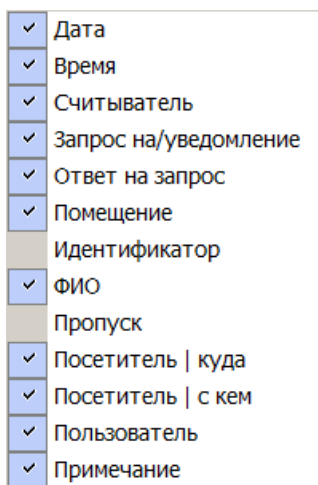 Дата
Время
Считыватель
Запрос на/уведомление
Ответ на запрос
Помещение
Идентификатор
ФИО
Пропуск
Посетитель | куда
Посетитель | с кем
Пользователь
Примечание